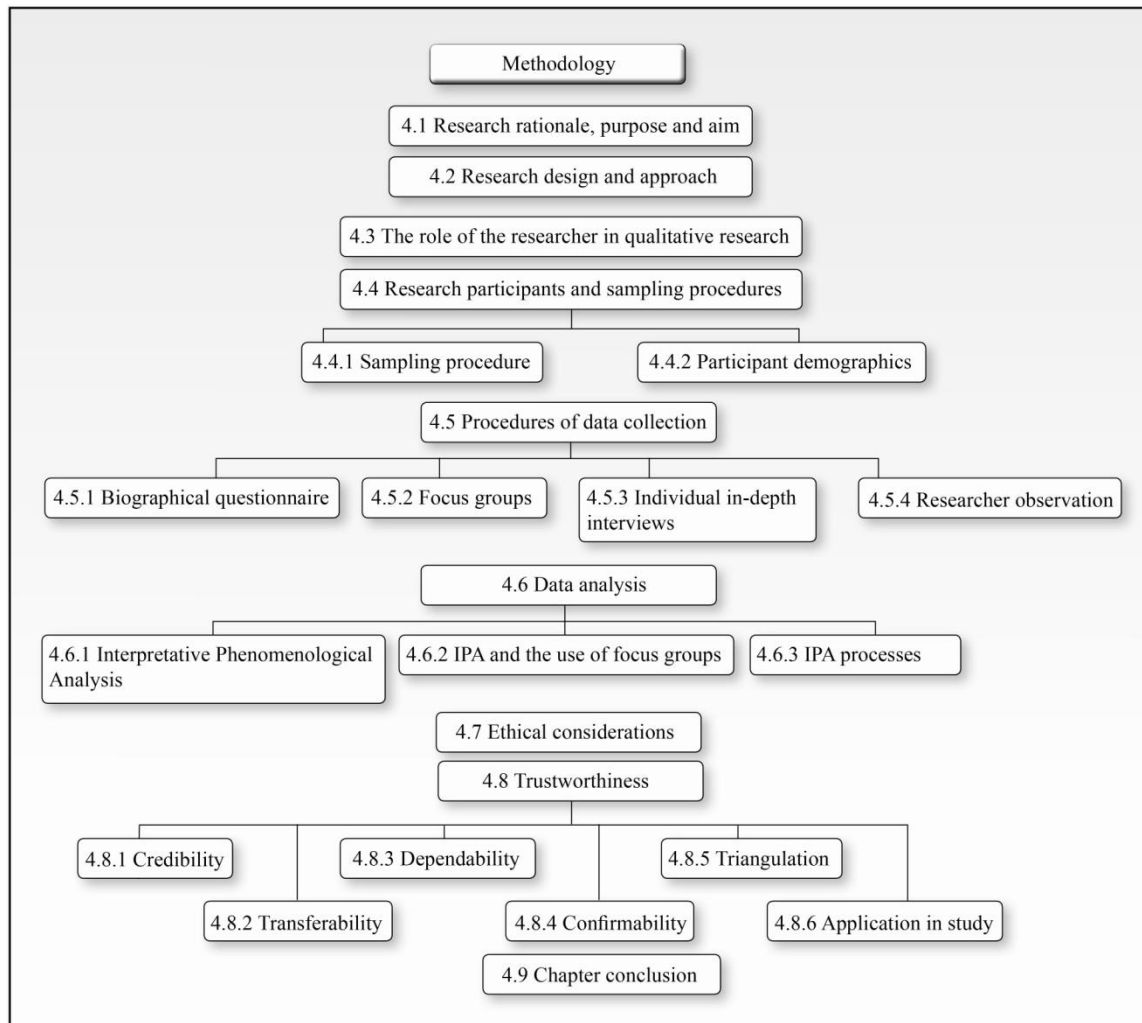 Methodology
4.1 Research rationale, purpose and aim
4.2 Research design and approach
4.3 The role of the researcher in qualitative research
4.4 Research participants and sampling procedures
4.4.1 Sampling procedure
4.4.2 Participant demographics
4.5 Procedures of data collection
4.5.1 Biographical questionnaire
4.5.2 Focus groups
4.5.3 Individual in-depth
interviews
4.5.4 Researcher observation
4.6 Data analysis
4.6.1 Interpretative Phenomenological
Analysis
4.6.2 IPA and the use of focus groups
4.6.3 IPA processes
4.7 Ethical considerations
4.8 Trustworthiness
4.8.1 Credibility
4.8.2 Transferability
4.8.3 Dependability
4.8.4 Confirmability
4.8.5 Triangulation
4.8.6 Application in study
4.9 Chapter conclusion